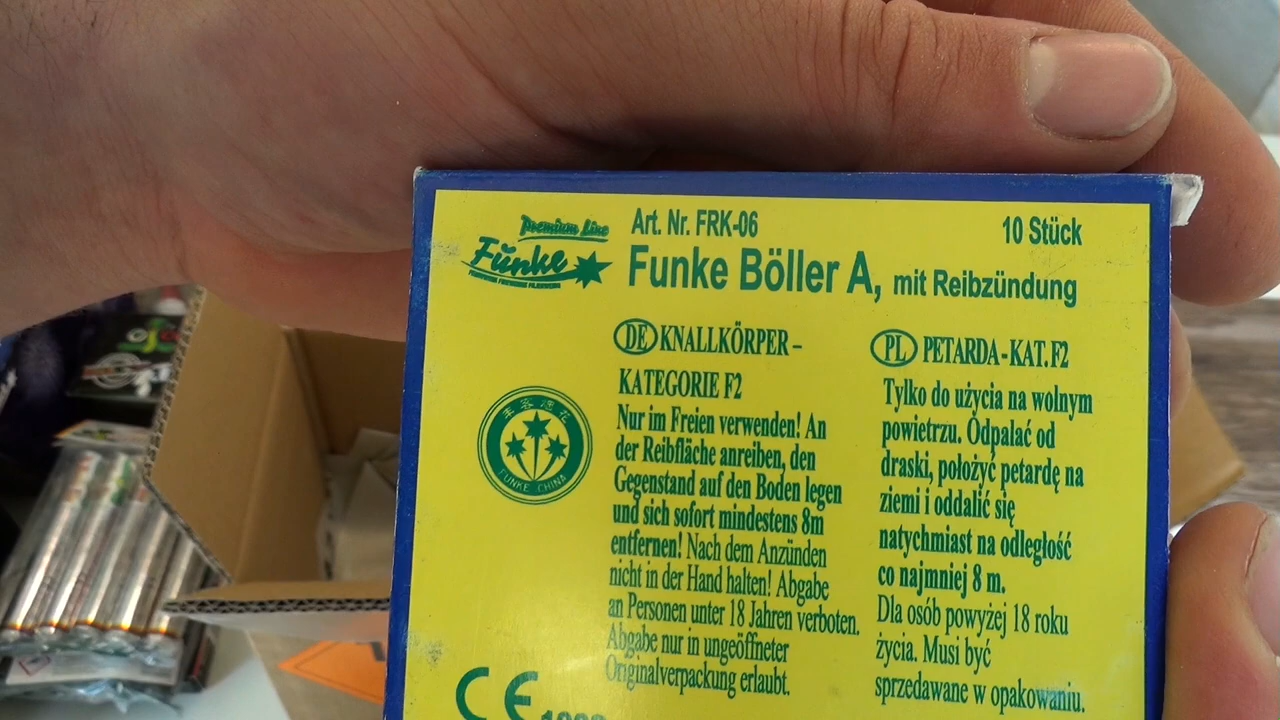 Premium Line
Funke
Art. Nr. FRK-06
10 Stück
Funke Böller A, mit Reibzündung
DE KNALLKÖRPER –
KATEGORIE F2
Nur im Freien verwenden! An
der Reibfläche anreiben, den
Gegenstand auf den Boden legen
und sich sofort mindestens 8m
entfernen! Nach dem Anzünden
nicht in der Hand halten! Abgabe
an Personen unter 18 Jahren verboten.
Abgabe nur in ungeöffneter
Originalverpackung erlaubt.
PL PETARDA-KAT.F2
Tylko do użycia na wolnym
powietrzu. Odpalać od
draski, położyć petardę na
ziemi i oddalić się
natychmiast na odległość
co najmniej 8 m.
Dla osób powyżej 18 roku
życia. Musi być
sprzedawane w opakowaniu.
FUNKE CHINA
CE